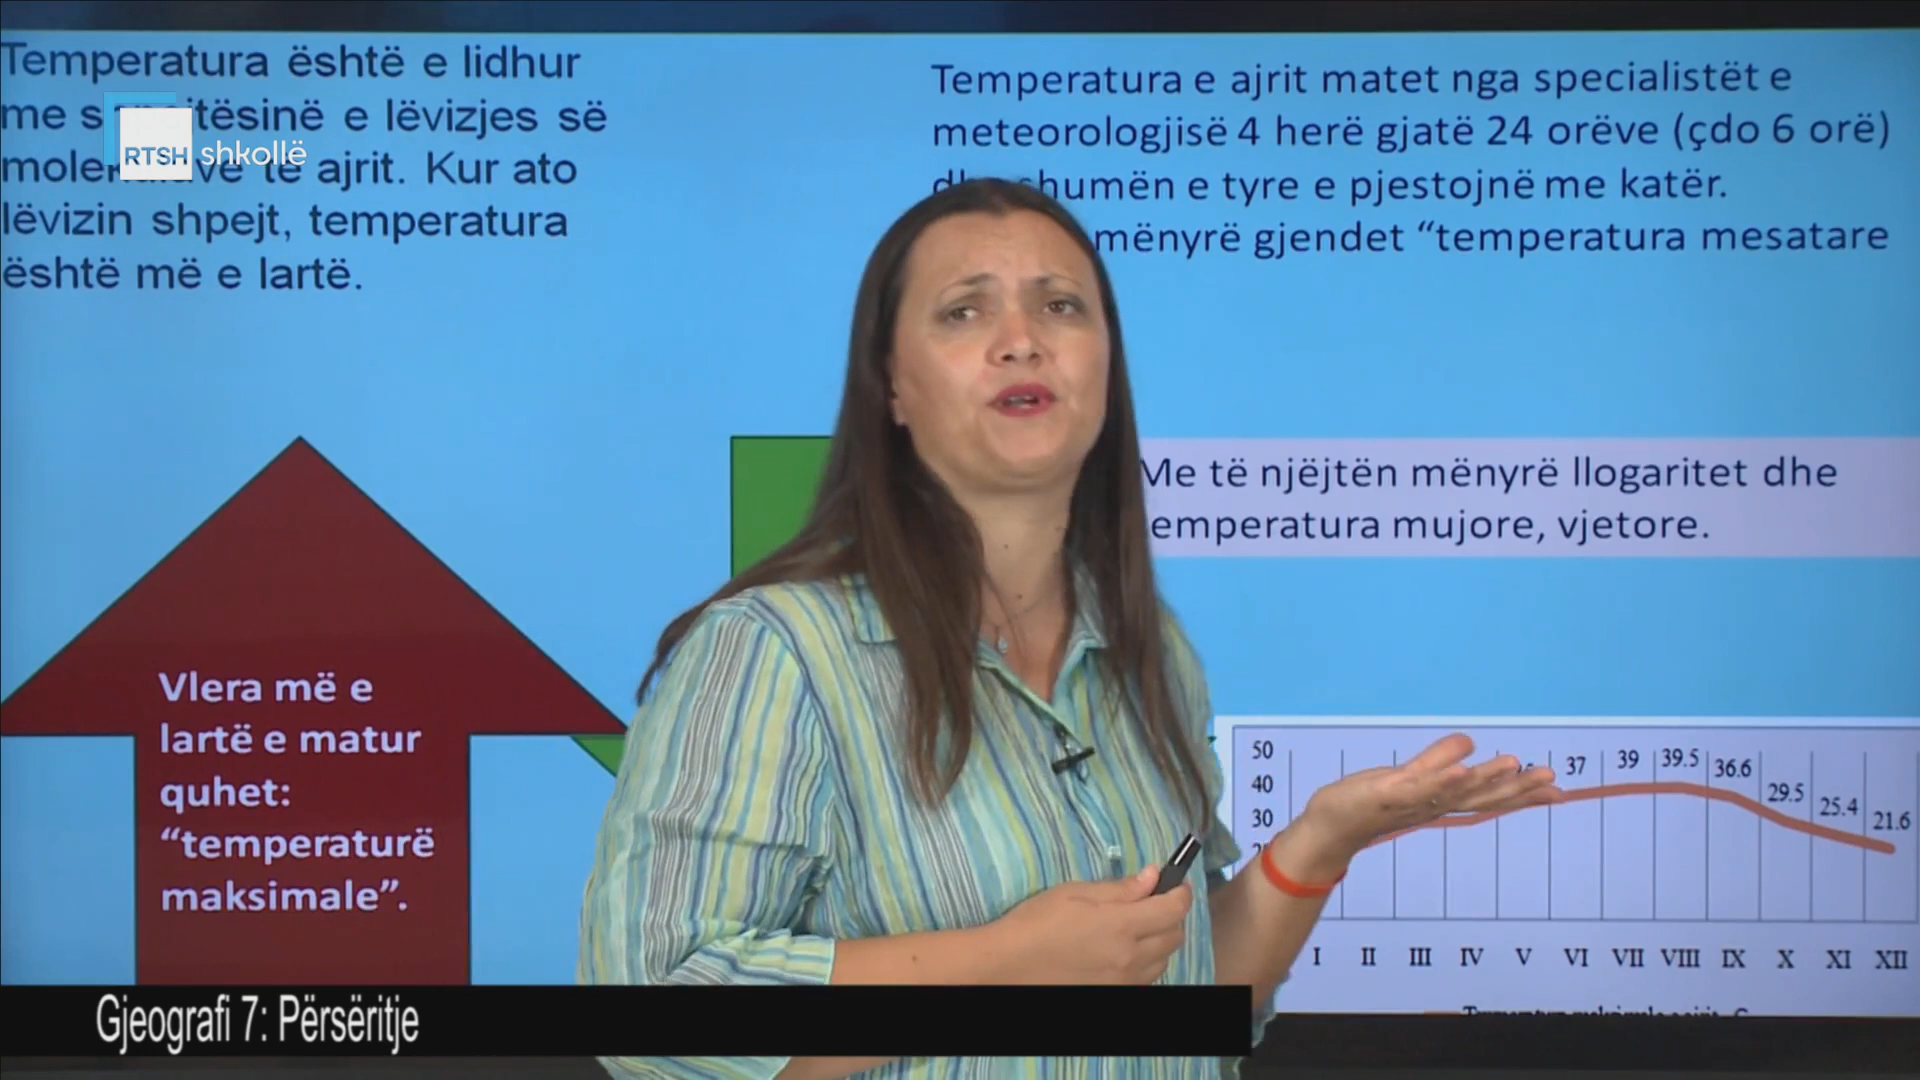 Temperatura është e lidhur
me s itësinë e lëvizjes së
të ajrit. Kur ato
lëvizin shpejt, temperatura
është më e lartë.
RTSH shkollë
Temperatura e ajrit matet nga specialistët e
meteorologjisë 4 herë gjatë 24 orëve (çdo 6 orë)
humën e tyre e pjestojnë me katër.
mënyrë gjendet “temperatura mesatare
Me të njëjtën mënyrë llogaritet dhe
emperatura mujore, vjetore.
Vlera më e
lartë e matur
quhet:
“temperaturë
maksimale”.
50
40
30
37 39 39.5 36.6 29.5 25.4 21.6
I II III IV V VI VII VIII IX X XI XII
Gjeografi 7: Përsëritje